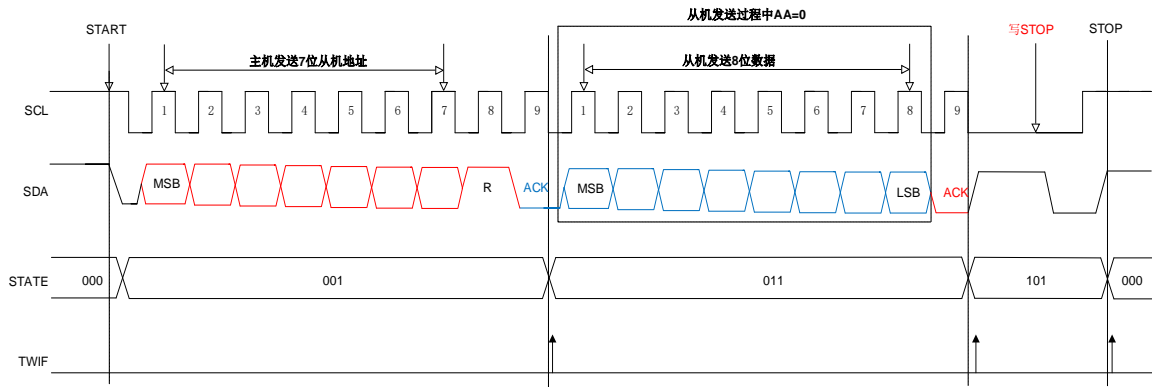 从机发送过程中AA=0
START
写STOP
STOP
主机发送7位从机地址
从机发送8位数据
SCL
1 2 3 4 5 6 7 8 9 1 2 3 4 5 6 7 8 9
SDA
MSB R ACK MSB LSB ACK
STATE 000 001 011 101 000
TWIF